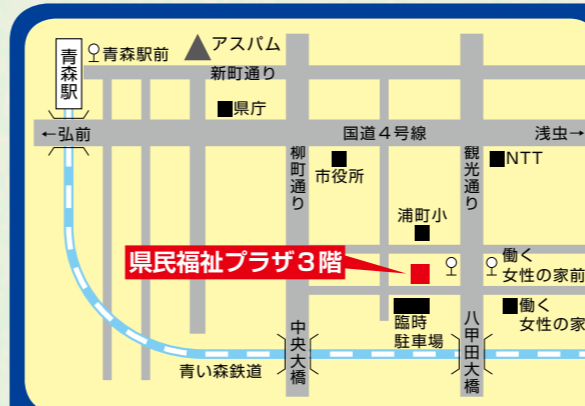 青森駅
青森駅前
アスパム
新町通り
県庁
←弘前
国道４号線
浅虫→
柳町通り
市役所
観光通り
NTT
浦町小
県民福祉プラザ３階
働く
女性の家前
臨時
駐車場
働く
女性の家
中央大橋
八甲田大橋
青い森鉄道